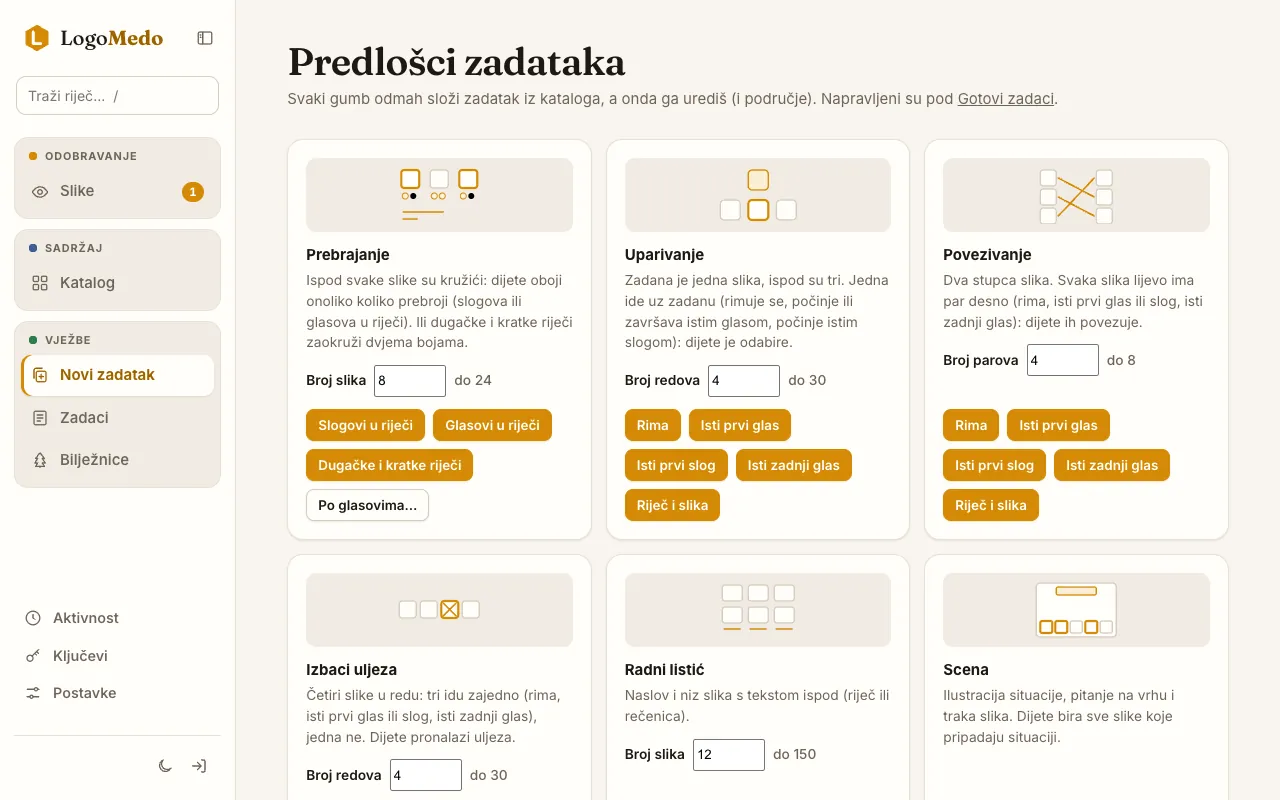 LogoMedo
Traži riječ... /
ODOBRAVANJE
Slike 1
SADRŽAJ
Katalog
VJEŽBE
Novi zadatak
Zadaci
Bilježnice
Aktivnost
Ključevi
Postavke
Predlošci zadataka
Svaki gumb odmah složi zadatak iz kataloga, a onda ga urediš (i područje). Napravljeni su pod Gotovi zadaci.
Prebrajanje
Ispod svake slike su kružići: dijete oboji
onoliko koliko prebroji (slogova ili
glasova u riječi). Ili dugačke i kratke riječi
zaokruži dvjema bojama.
Broj slika 8 do 24
Slogovi u riječi Glasovi u riječi
Dugačke i kratke riječi
Po glasovima...
Uparivanje
Zadana je jedna slika, ispod su tri. Jedna
ide uz zadanu (rimuje se, počinje ili
završava istim glasom, počinje istim
slogom): dijete je odabire.
Broj redova 4 do 30
Rima Isti prvi glas
Isti prvi slog Isti zadnji glas
Riječ i slika
Povezivanje
Dva stupca slika. Svaka slika lijevo ima
par desno (rima, isti prvi glas ili slog, isti
zadnji glas): dijete ih povezuje.
Broj parova 4 do 8
Rima Isti prvi glas
Isti prvi slog Isti zadnji glas
Riječ i slika
Izbaci uljeza
Četiri slike u redu: tri idu zajedno (rima,
isti prvi glas ili slog, isti zadnji glas),
jedna ne. Dijete pronalazi uljeza.
Broj redova 4 do 30
Radni listić
Naslov i niz slika s tekstom ispod (riječ ili
rečenica).
Broj slika 12 do 150
Scena
Ilustracija situacije, pitanje na vrhu i
traka slika. Dijete bira sve slike koje
pripadaju situaciji.